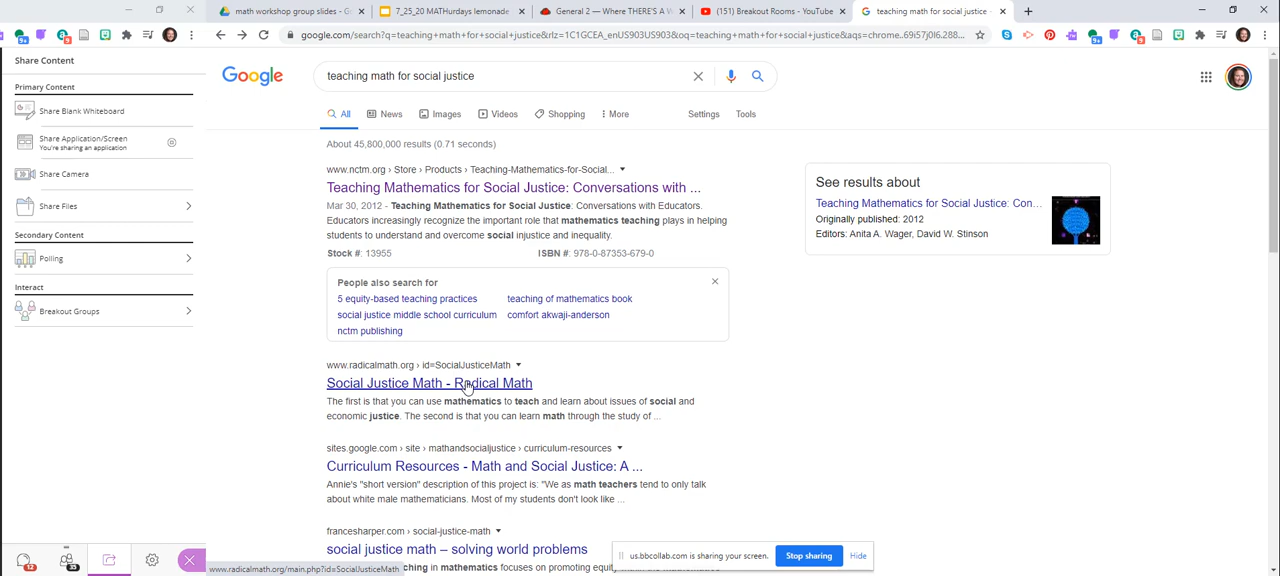 math workshop group slides - G
7_25_20 MATHurdays lemonade
General 2 — Where THERE'S A W
(151) Breakout Rooms - YouTube
teaching math for social justice
google.com/search?q=teaching+math+for+social+justice&rlz=1C1GCEA_enUS903US903&oq=teaching+math+for+social+justice&aqs=chrome..69i57j0l6.288...
Share Content
Primary Content
Share Blank Whiteboard
Share Application/Screen
You're sharing an application
Share Camera
Share Files
Secondary Content
Polling
Interact
Breakout Groups
12
33
Google
teaching math for social justice
All
News
Images
Videos
Shopping
More
Settings
Tools
About 45,800,000 results (0.71 seconds)
www.nctm.org › Store › Products › Teaching-Mathematics-for-Social...
Teaching Mathematics for Social Justice: Conversations with ...
Mar 30, 2012 - Teaching Mathematics for Social Justice: Conversations with Educators.
Educators increasingly recognize the important role that mathematics teaching plays in helping
students to understand and overcome social injustice and inequality.
Stock #: 13955
ISBN #: 978-0-87353-679-0
People also search for
5 equity-based teaching practices
teaching of mathematics book
social justice middle school curriculum
comfort akwaji-anderson
nctm publishing
www.radicalmath.org › id=SocialJusticeMath
Social Justice Math - Radical Math
The first is that you can use mathematics to teach and learn about issues of social and
economic justice. The second is that you can learn math through the study of ...
sites.google.com › site › mathandsocialjustice › curriculum-resources
Curriculum Resources - Math and Social Justice: A ...
Annie's "short version" description of this project is: "We as math teachers tend to only talk
about white male mathematicians. Most of my students don't look like ...
francesharper.com › social-justice-math
social justice math – solving world problems
ching in mathematics focuses on promoting equity
See results about
Teaching Mathematics for Social Justice: Con...
Originally published: 2012
Editors: Anita A. Wager, David W. Stinson
us.bbcollab.com is sharing your screen.
Stop sharing
Hide
www.radicalmath.org/main.php?id=SocialJusticeMath